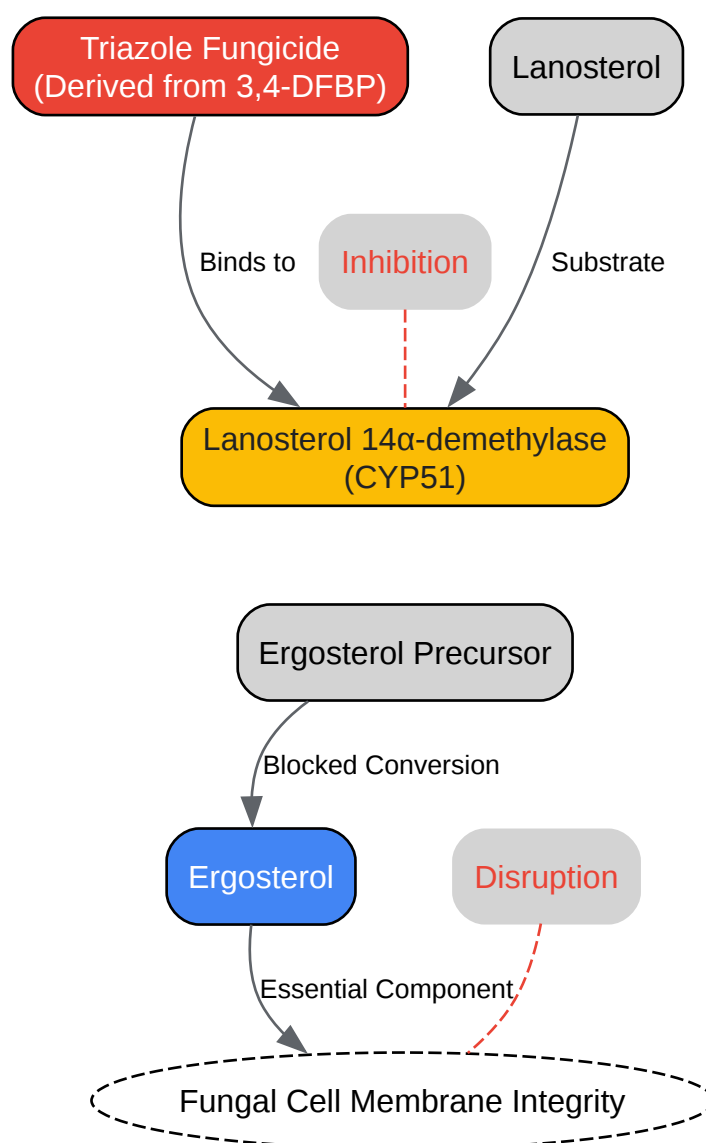 Triazole Fungicide
(Derived from 3,4-DFBP)
Lanosterol
Binds to
Inhibition
Substrate
Lanosterol 14α-demethylase
(CYP51)
Ergosterol Precursor
Blocked Conversion
Ergosterol
Disruption
Essential Component
Fungal Cell Membrane Integrity